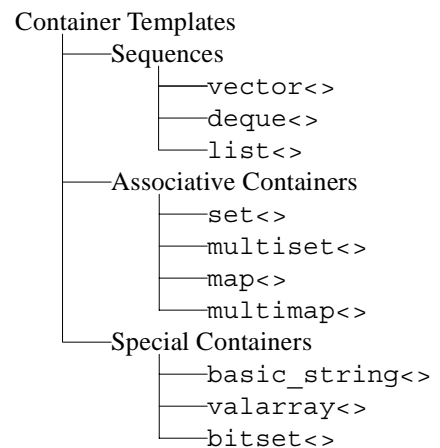 Container Templates
Sequences
vector<>
deque<>
list<>
Associative Containers
set<>
multiset<>
map<>
multimap<>
Special Containers
basic_string<>
valarray<>
bitset<>